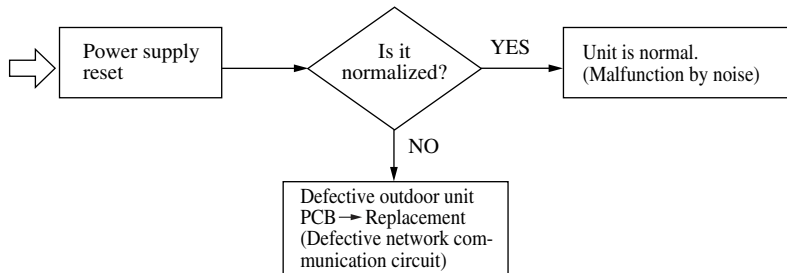 Power supply
reset
Is it
normalized?
YES
Unit is normal.
(Malfunction by noise)
NO
Defective outdoor unit
PCB → Replacement
(Defective network com-
munication circuit)